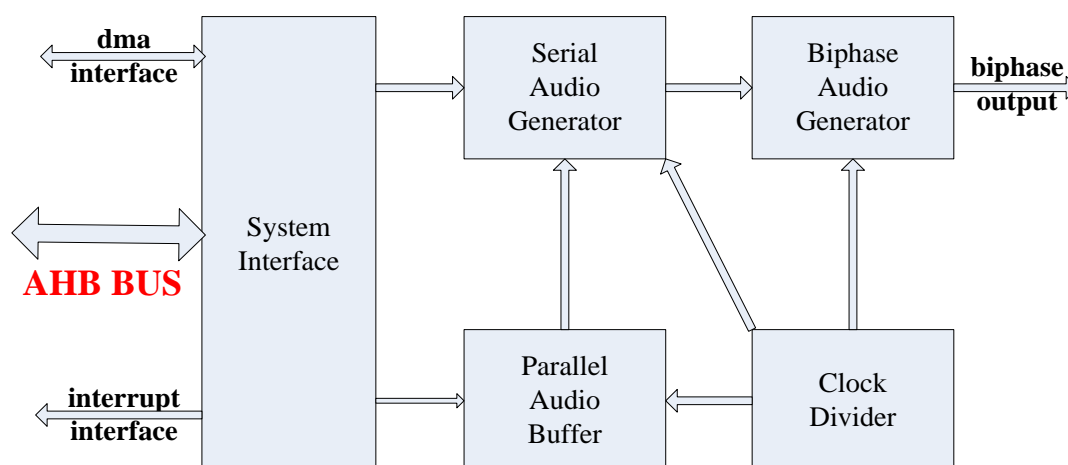 dma
interface
AHB BUS
interrupt
interface
System
Interface
Serial
Audio
Generator
Biphase
Audio
Generator
biphase
output
Parallel
Audio
Buffer
Clock
Divider